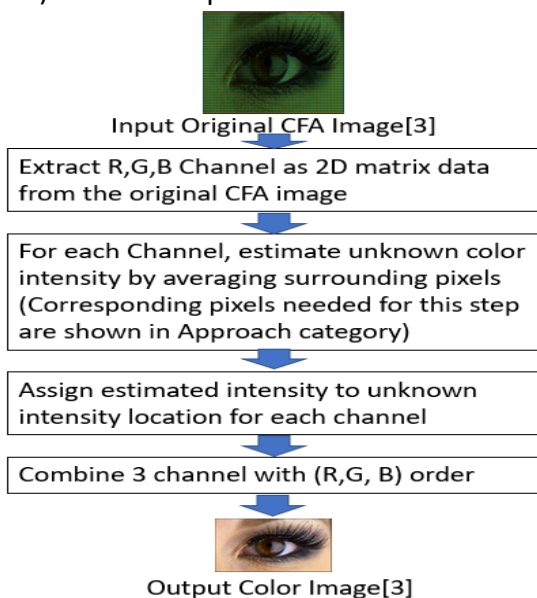 Input Original CFA Image[3]
Extract R,G,B Channel as 2D matrix data
from the original CFA image
For each Channel, estimate unknown color
intensity by averaging surrounding pixels
(Corresponding pixels needed for this step
are shown in Approach category)
Assign estimated intensity to unknown
intensity location for each channel
Combine 3 channel with (R,G, B) order
Output Color Image[3]